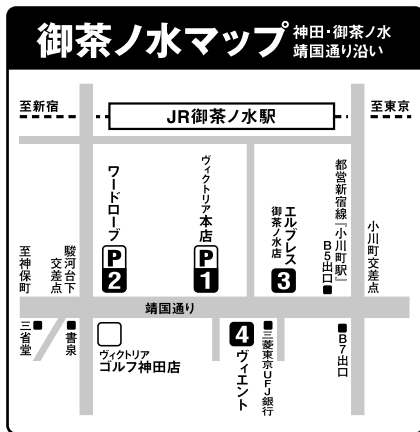 御茶ノ水マップ
神田・御茶ノ水
靖国通り沿い
至新宿
至東京
JR御茶ノ水駅
ワードローブ
P
2
ヴィクトリア本店
P
1
エルブレス
御茶ノ水店
3
都営新宿線『小川町駅』
B5出口
小川町交差点
駿河台下
交差点
至神保町
靖国通り
三省堂
書泉
ヴィクトリア
ゴルフ神田店
4
ヴィエント
三菱東京UFJ銀行
B7出口